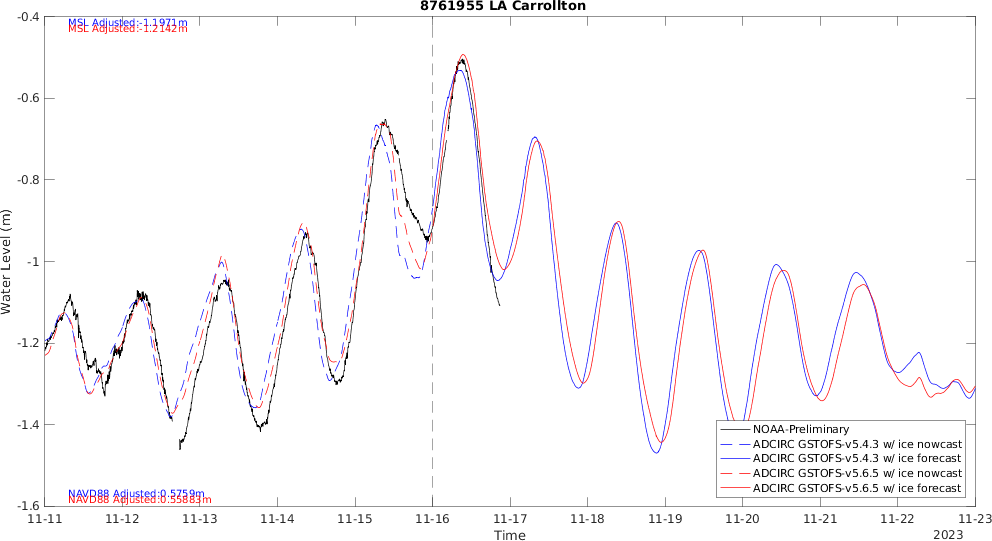 8761955 LA Carrollton
MSL Adjusted:-1.1971m
MSL Adjusted:-1.2142m
-0.4
-0.6
-0.8
-1
-1.2
-1.4
-1.6
Water Level (m)
NOAA-Preliminary
ADCIRC GSTOFS-v5.4.3 w/ ice nowcast
ADCIRC GSTOFS-v5.4.3 w/ ice forecast
ADCIRC GSTOFS-v5.6.5 w/ ice nowcast
ADCIRC GSTOFS-v5.6.5 w/ ice forecast
NAVD88 Adjusted:0.5759m
NAVD88 Adjusted:0.55883m
11-11 11-12 11-13 11-14 11-15 11-16 11-17 11-18 11-19 11-20 11-21 11-22 11-23
Time
2023